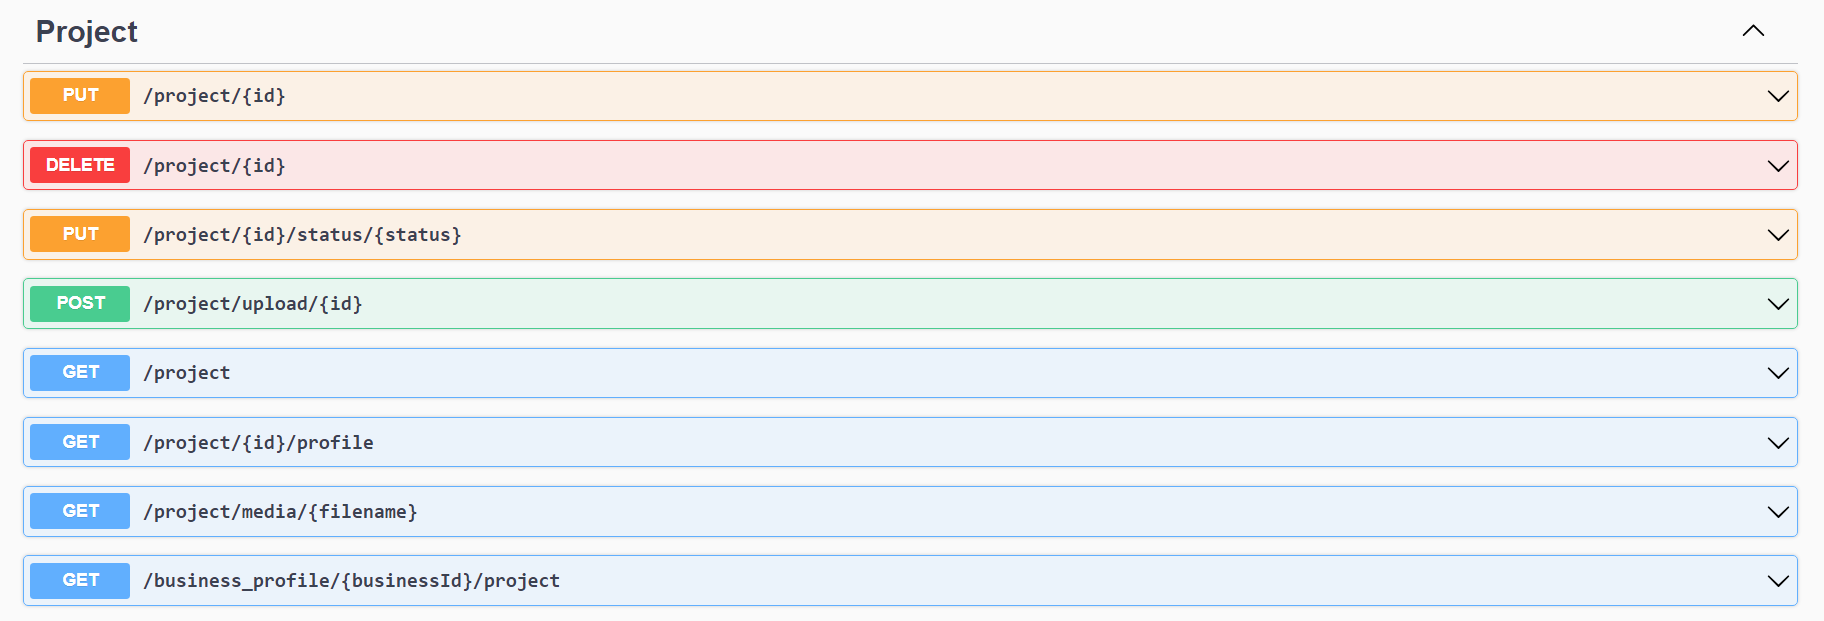 Project
PUT /project/{id}
DELETE /project/{id}
PUT /project/{id}/status/{status}
POST /project/upload/{id}
GET /project
GET /project/{id}/profile
GET /project/media/{filename}
GET /business_profile/{businessId}/project